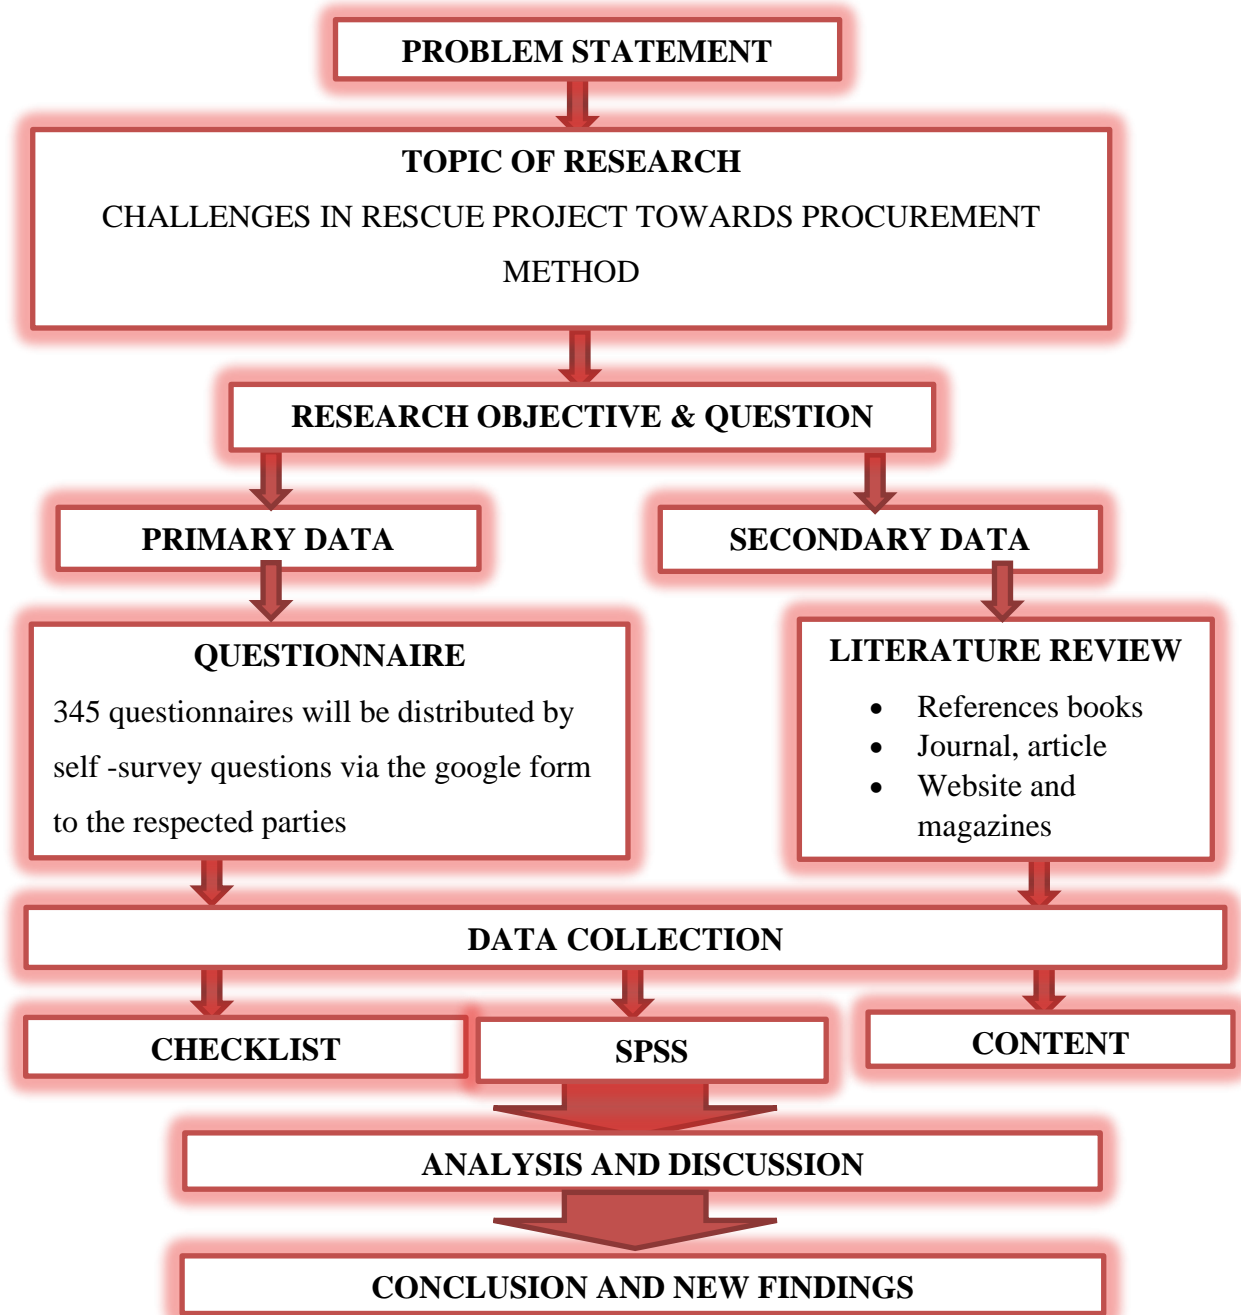 PROBLEM STATEMENT
TOPIC OF RESEARCH
CHALLENGES IN RESCUE PROJECT TOWARDS PROCUREMENT
METHOD
RESEARCH OBJECTIVE & QUESTION
PRIMARY DATA
SECONDARY DATA
QUESTIONNAIRE
345 questionnaires will be distributed by
self -survey questions via the google form
to the respected parties
LITERATURE REVIEW
• References books
• Journal, article
• Website and
magazines
DATA COLLECTION
CHECKLIST
SPSS
CONTENT
ANALYSIS AND DISCUSSION
CONCLUSION AND NEW FINDINGS